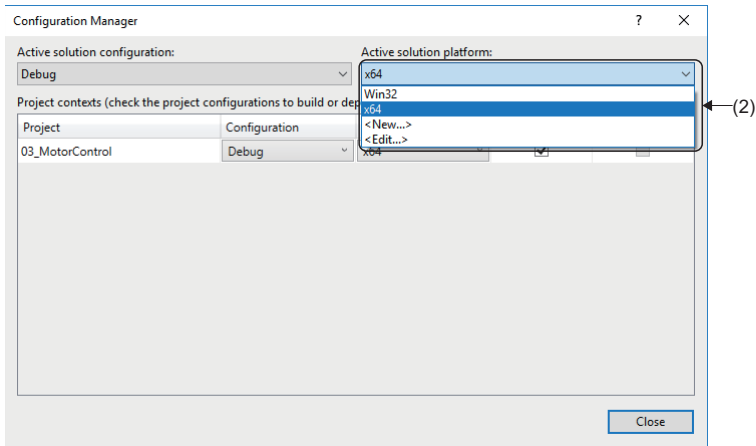 Configuration Manager ? ×
Active solution configuration: Active solution platform:
Debug x64
Project contexts (check the project configurations to build or dep
Win32
x64
<New...>
<Edit...>
(2)
Project Configuration
03_MotorControl Debug x64
Close